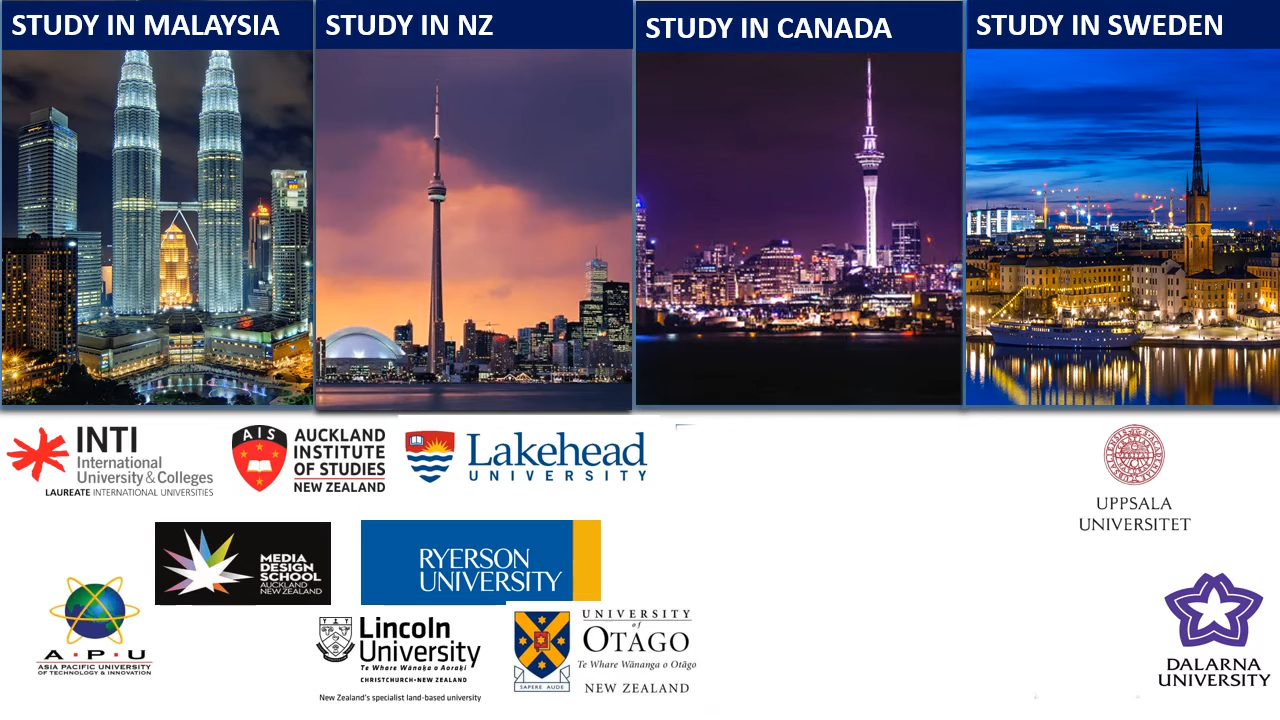 STUDY IN MALAYSIA
STUDY IN NZ
STUDY IN CANADA
STUDY IN SWEDEN
INTI
International
University & Colleges
LAUREATE INTERNATIONAL UNIVERSITIES
AIS
AUCKLAND
INSTITUTE
OF STUDIES
NEW ZEALAND
Lakehead
UNIVERSITY
UPPSALA
UNIVERSITET
MEDIA
DESIGN
SCHOOL
AUCKLAND
NEW ZEALAND
RYERSON
UNIVERSITY
A·P·U
ASIA PACIFIC UNIVERSITY
OF TECHNOLOGY & INNOVATION
Lincoln
University
Te Whare Wānaka o Aoraki
CHRISTCHURCH•NEW ZEALAND
New Zealand's specialist land-based university
SAPERE AUDE
UNIVERSITY
of
OTAGO
Te Whare Wānanga o Otāgo
NEW ZEALAND
DALARNA
UNIVERSITY